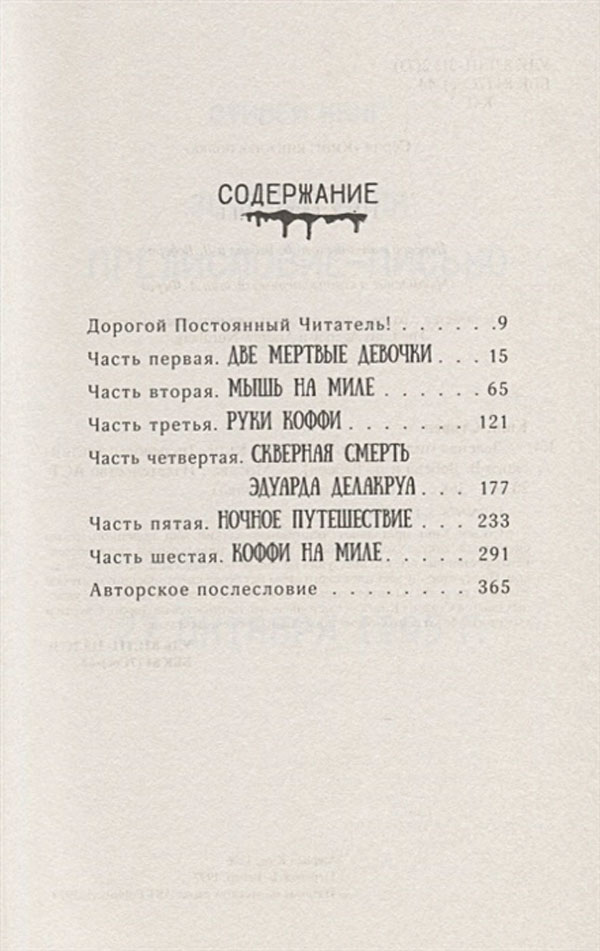 СОДЕРЖАНИЕ
Дорогой Постоянный Читатель! . . . . . .9
Часть первая. ДВЕ МЕРТВЫЕ ДЕВОЧКИ . . . 15
Часть вторая. МЫШЬ НА МИЛЕ . . . . . . 65
Часть третья. РУКИ КОФФИ . . . . . . . 121
Часть четвертая. СКВЕРНАЯ СМЕРТЬ
ЭДУАРДА ДЕЛАКРУА . . . 177
Часть пятая. НОЧНОЕ ПУТЕШЕСТВИЕ . . . 233
Часть шестая. КОФФИ НА МИЛЕ. . . . . 291
Авторское послесловие . . . . . . . . 365